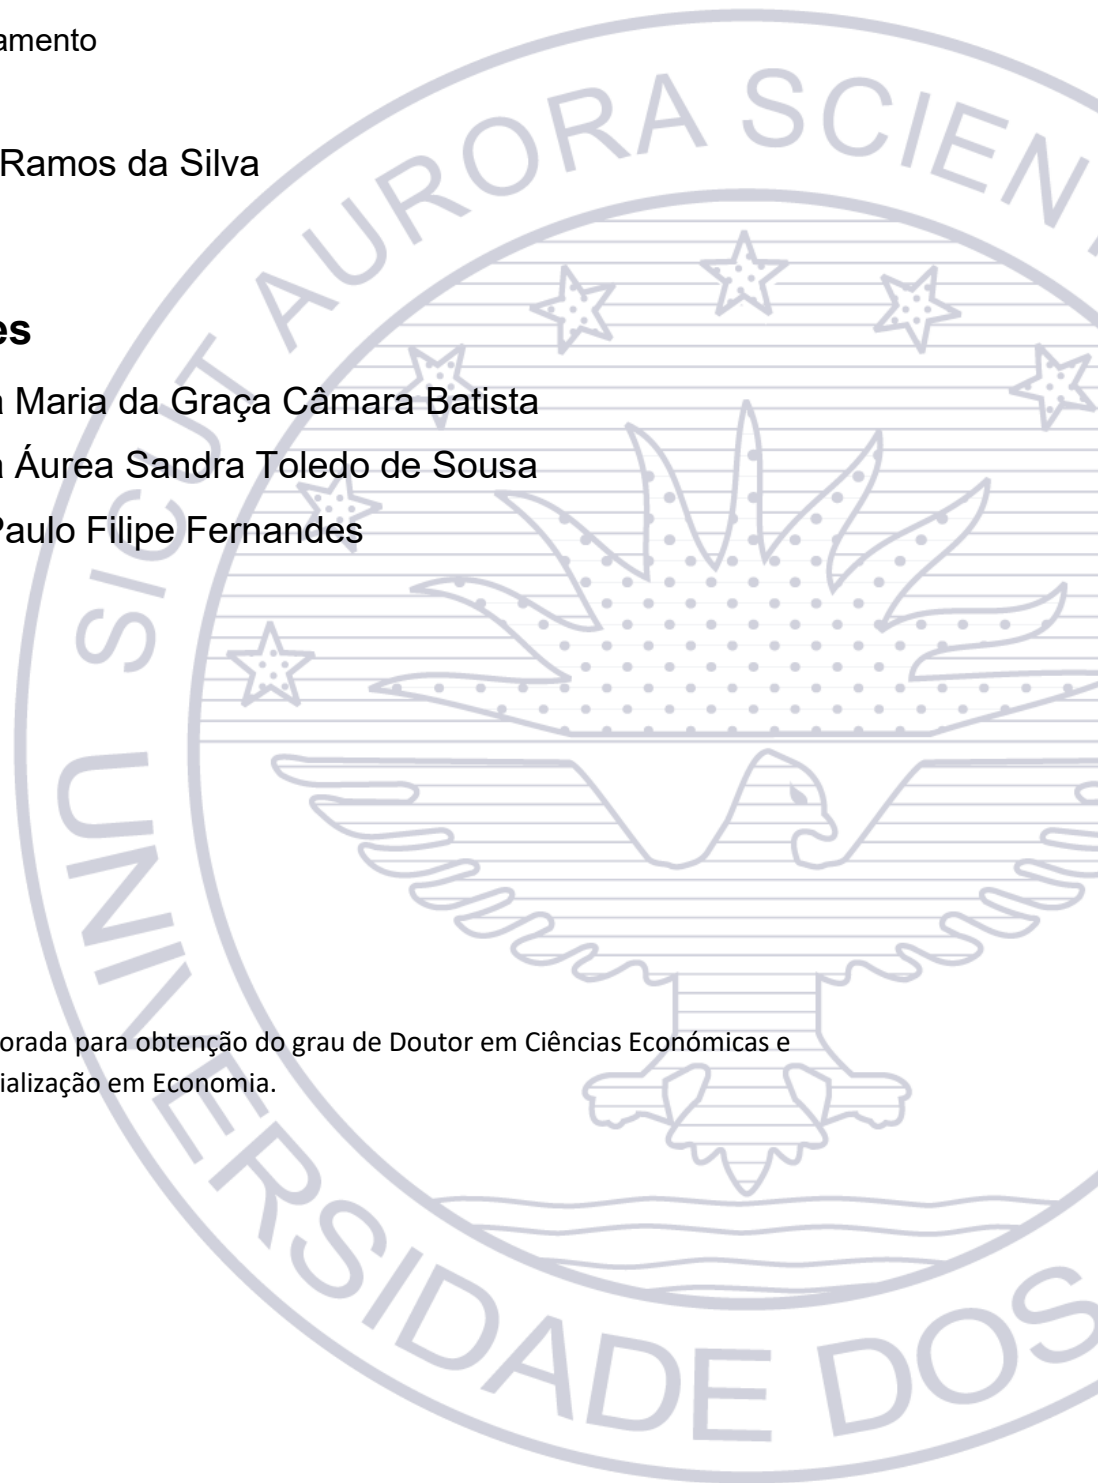 amento
Ramos da Silva
es
a Maria da Graça Câmara Batista
a Áurea Sandra Toledo de Sousa
Paulo Filipe Fernandes
orada para obtenção do grau de Doutor em Ciências Económicas e
ialização em Economia.
SICUT AURORA SCIEN
UNIVERSIDADE DOS